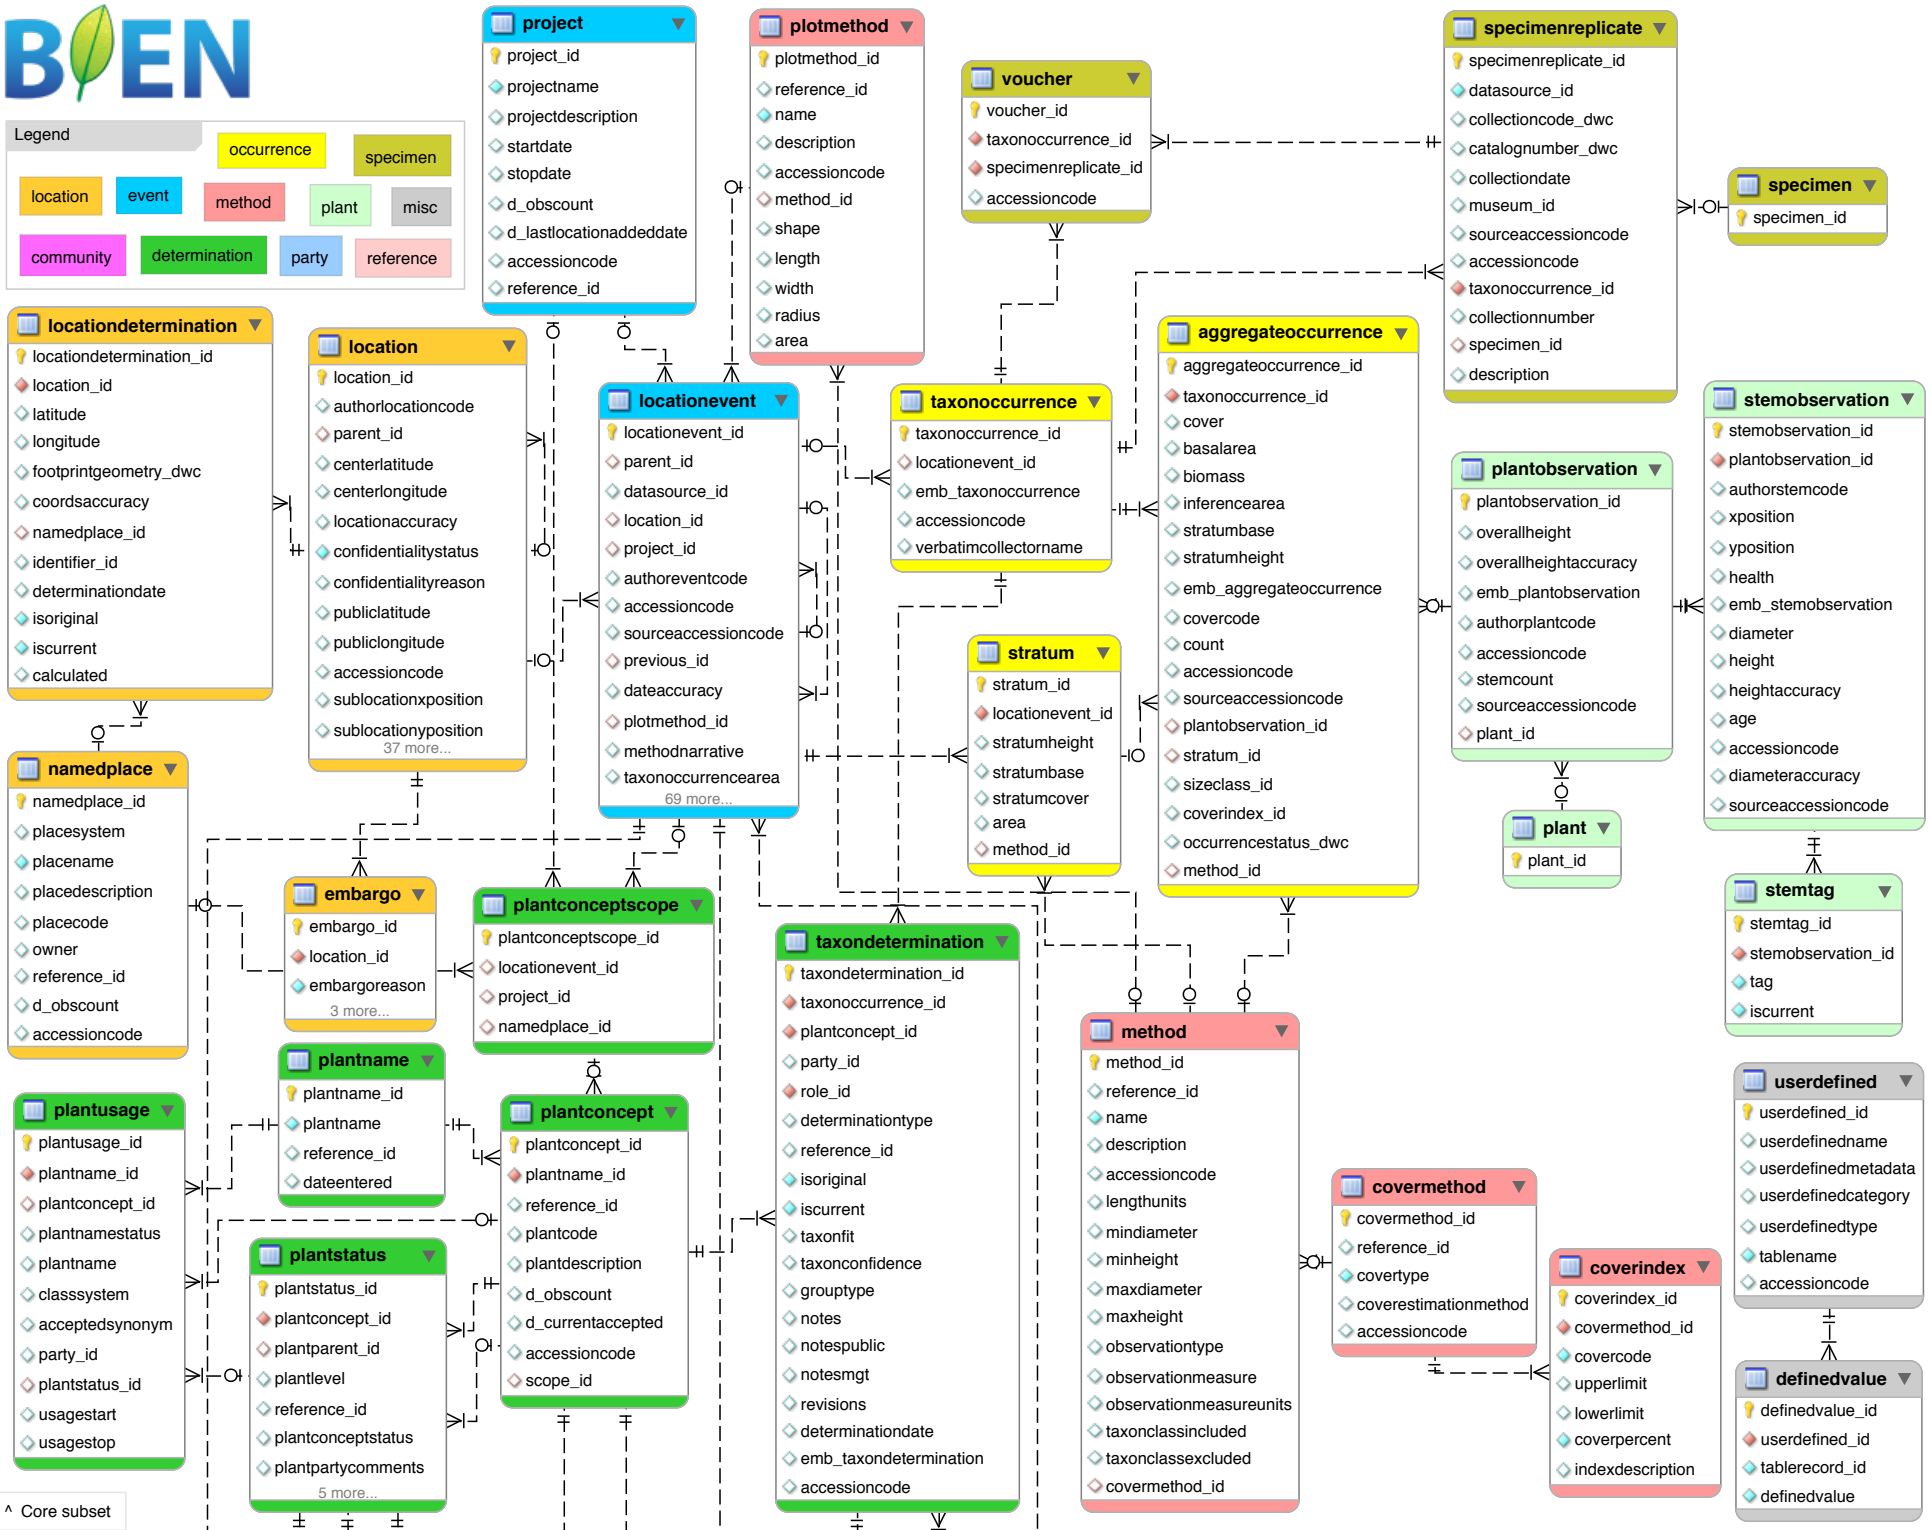 BIEN
Legend
occurrence
specimen
location
event
method
plant
misc
community
determination
party
reference
project
project_id
projectname
projectdescription
startdate
stopdate
d_obscount
d_lastlocationaddeddate
accessioncode
reference_id
plotmethod
plotmethod_id
reference_id
name
description
accessioncode
method_id
shape
length
width
radius
area
voucher
voucher_id
taxonoccurrence_id
specimenreplicate_id
accessioncode
specimenreplicate
specimenreplicate_id
datasource_id
collectioncode_dwc
catalognumber_dwc
collectiondate
museum_id
sourceaccessioncode
accessioncode
taxonoccurrence_id
collectionnumber
specimen_id
description
specimen
specimen_id
locationdetermination
locationdetermination_id
location_id
latitude
longitude
footprintgeometry_dwc
coordsaccuracy
namedplace_id
identifier_id
determinationdate
isoriginal
iscurrent
calculated
location
location_id
authorlocationcode
parent_id
centerlatitude
centerlongitude
locationaccuracy
confidentialitystatus
confidentialityreason
publiclatitude
publiclongitude
accessioncode
sublocationxposition
sublocationyposition
37 more...
locationevent
locationevent_id
parent_id
datasource_id
location_id
project_id
authoreventcode
accessioncode
sourceaccessioncode
previous_id
dateaccuracy
plotmethod_id
methodnarrative
taxonoccurrencearea
69 more...
taxonoccurrence
taxonoccurrence_id
locationevent_id
emb_taxonoccurrence
accessioncode
verbatimcollectorname
aggregateoccurrence
aggregateoccurrence_id
taxonoccurrence_id
cover
basalarea
biomass
inferencearea
stratumbase
stratumheight
emb_aggregateoccurrence
covercode
count
accessioncode
sourceaccessioncode
plantobservation_id
stratum_id
sizeclass_id
coverindex_id
occurrencestatus_dwc
method_id
plantobservation
plantobservation_id
overallheight
overallheightaccuracy
emb_plantobservation
authorplantcode
accessioncode
stemcount
sourceaccessioncode
plant_id
stemobservation
stemobservation_id
plantobservation_id
authorstemcode
xposition
yposition
health
emb_stemobservation
diameter
height
heightaccuracy
age
accessioncode
diameteraccuracy
sourceaccessioncode
stratum
stratum_id
locationevent_id
stratumheight
stratumbase
stratumcover
area
method_id
plant
plant_id
stemtag
stemtag_id
stemobservation_id
tag
iscurrent
namedplace
namedplace_id
placesystem
placename
placedescription
placecode
owner
reference_id
d_obscount
accessioncode
embargo
embargo_id
location_id
embargoreason
3 more...
plantconceptscope
plantconceptscope_id
locationevent_id
project_id
namedplace_id
taxondetermination
taxondetermination_id
taxonoccurrence_id
plantconcept_id
party_id
role_id
determinationtype
reference_id
isoriginal
iscurrent
taxonfit
taxonconfidence
grouptype
notes
notespublic
notesmgt
revisions
determinationdate
emb_taxondetermination
accessioncode
method
method_id
reference_id
name
description
accessioncode
lengthunits
mindiameter
minheight
maxdiameter
maxheight
observationtype
observationmeasure
observationmeasureunits
taxonclassincluded
taxonclassexcluded
covermethod_id
plantname
plantname_id
plantname
reference_id
dateentered
plantusage
plantusage_id
plantname_id
plantconcept_id
plantnamestatus
plantname
classsystem
acceptedsynonym
party_id
plantstatus_id
usagestart
usagestop
plantconcept
plantconcept_id
plantname_id
reference_id
plantcode
plantdescription
d_obscount
d_currentaccepted
accessioncode
scope_id
plantstatus
plantstatus_id
plantconcept_id
plantparent_id
plantlevel
reference_id
plantconceptstatus
plantpartycomments
5 more...
covermethod
covermethod_id
reference_id
covertype
coverestimationmethod
accessioncode
coverindex
coverindex_id
covermethod_id
covercode
upperlimit
lowerlimit
coverpercent
indexdescription
userdefined
userdefined_id
userdefinedname
userdefinedmetadata
userdefinedcategory
userdefinedtype
tablename
accessioncode
definedvalue
definedvalue_id
userdefined_id
tablerecord_id
definedvalue
^ Core subset